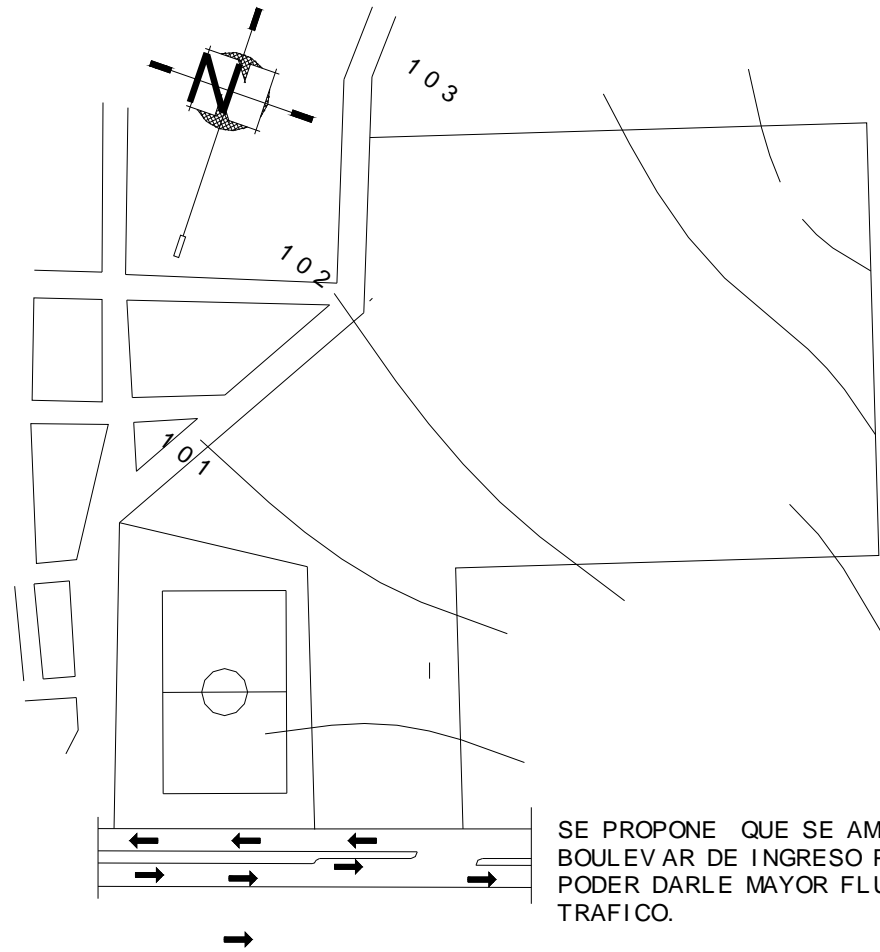 N
103
102
101
SE PROPONE QUE SE AM
BOULEVAR DE INGRESO P
PODER DARLE MAYOR FLU
TRAFICO.